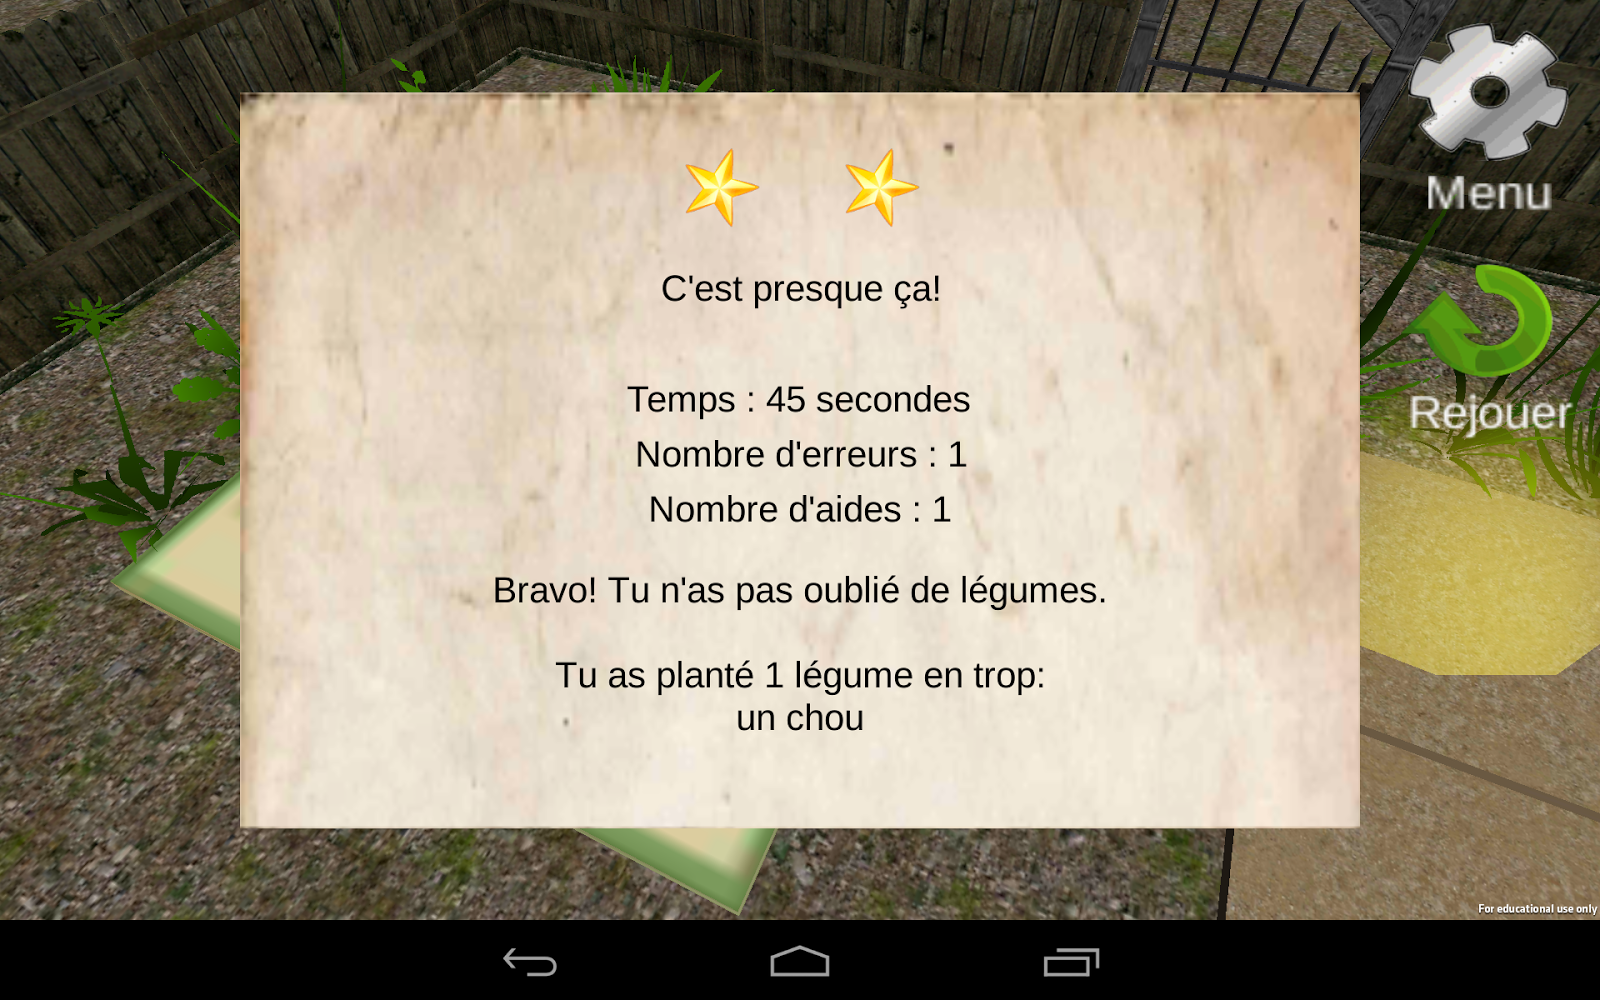 C'est presque ça!
Temps : 45 secondes
Nombre d'erreurs : 1
Nombre d'aides : 1
Bravo! Tu n'as pas oublié de légumes.
Tu as planté 1 légume en trop:
un chou
Menu
Rejouer
For educational use only